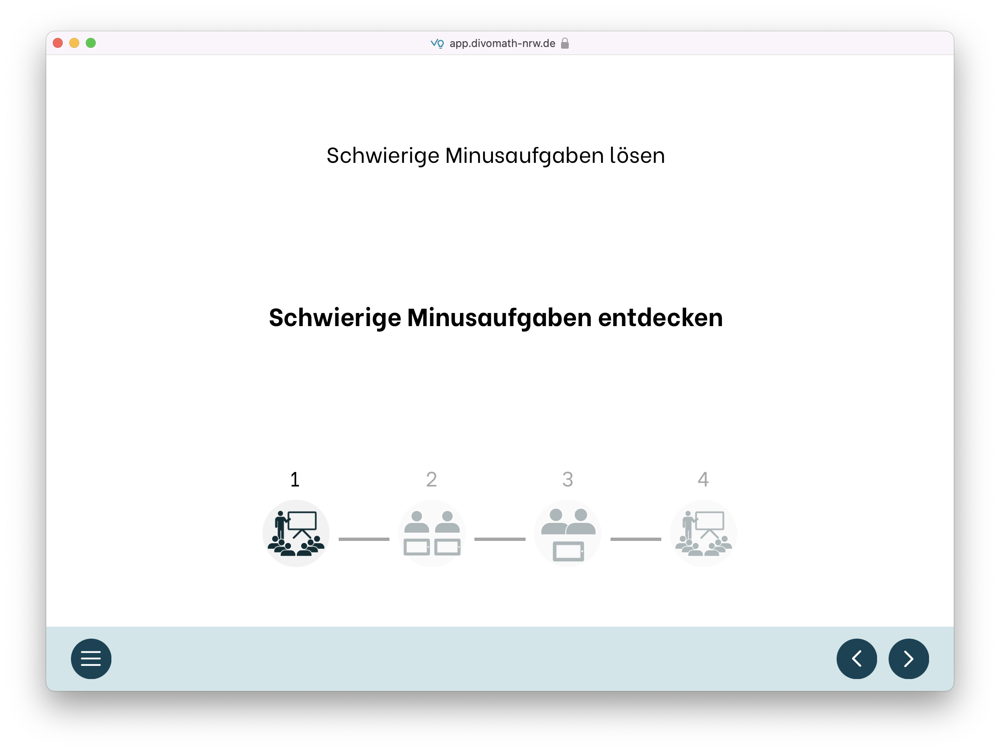 app.divomath-nrw.de
Schwierige Minusaufgaben lösen
Schwierige Minusaufgaben entdecken
1 2 3 4